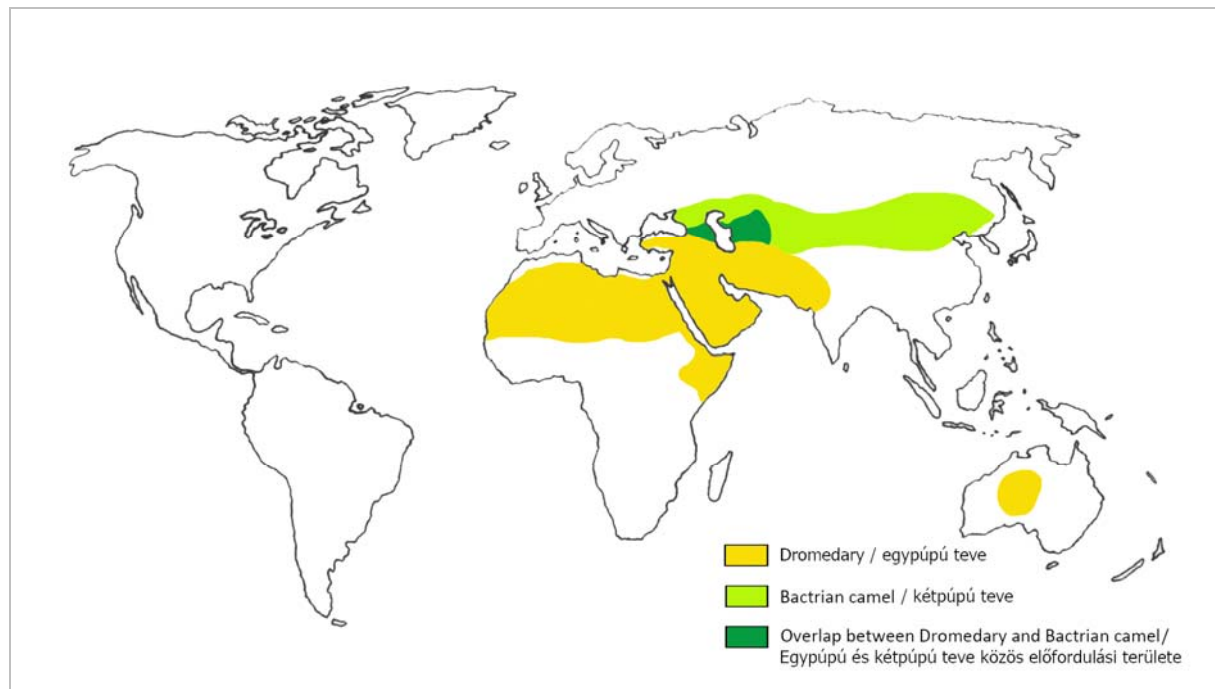 Dromedary / egypúpú teve
Bactrian camel / kétpúpú teve
Overlap between Dromedary and Bactrian camel/
Egypúpú és kétpúpú teve közös előfordulási területe